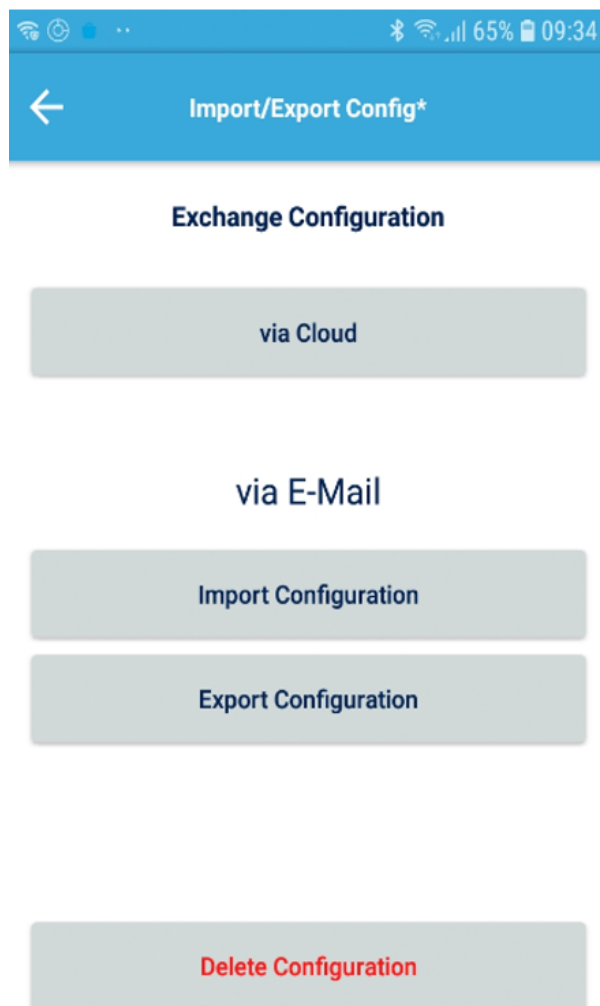 65% 09:34
Import/Export Config*
Exchange Configuration
via Cloud
via E-Mail
Import Configuration
Export Configuration
Delete Configuration